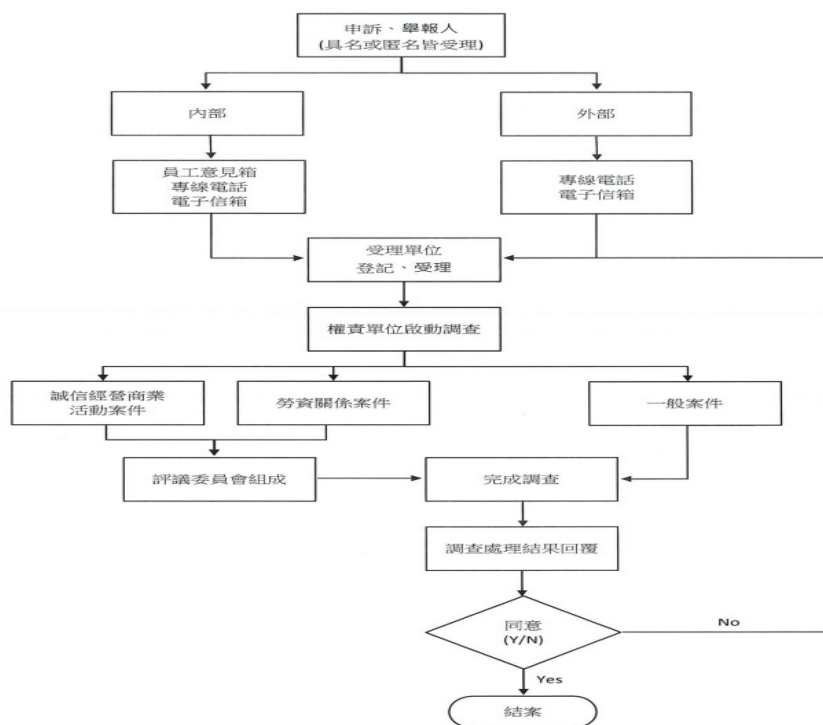 申訴、舉報人
(具名或匿名皆受理)
內部
外部
員工意見箱
專線電話
電子信箱
專線電話
電子信箱
受理單位
登記、受理
權責單位啟動調查
誠信經營商業
活動案件
勞資關係案件
一般案件
評議委員會組成
完成調查
調查處理結果回覆
同意
(Y/N)
No
Yes
結案